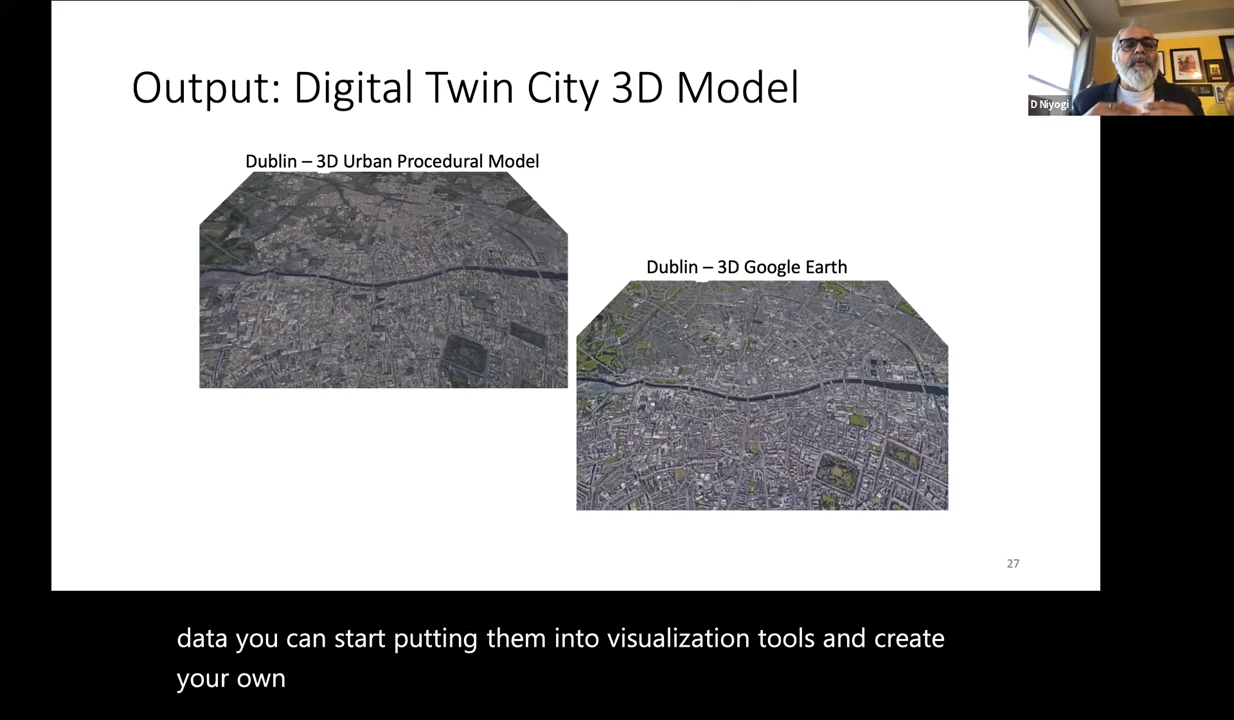 Output: Digital Twin City 3D Model
D Niyogi
Dublin – 3D Urban Procedural Model
Dublin – 3D Google Earth
27
data you can start putting them into visualization tools and create
your own